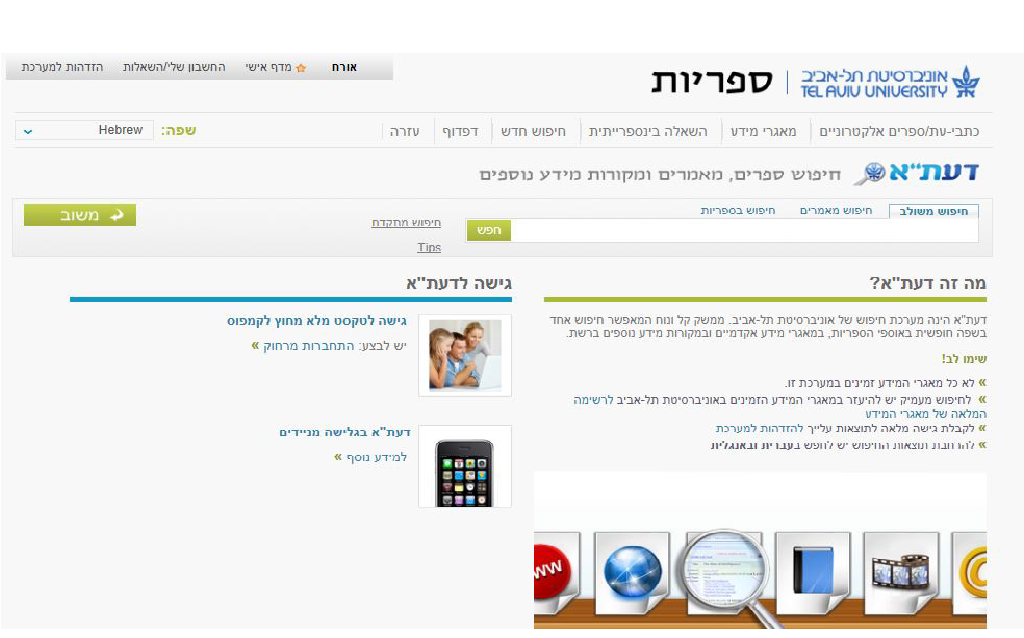 אורח
מדף אישי
החשבון שלי/השאלות
הזדהות למערכת
אוניברסיטת תל-אביב
TEL AVIV UNIVERSITY
ספריות
כתבי-עת/ספרים אלקטרוניים
מאגרי מידע
השאלה בינספרייתית
חיפוש חדש
דפדוף
עזרה
שפה:
Hebrew
דעת"א
חיפוש ספרים, מאמרים ומקורות מידע נוספים
חיפוש משולב
חיפוש מאמרים
חיפוש בספריות
חפש
חיפוש מתקדם
Tips
משוב
מה זה דעת"א?
דעת"א הינה מערכת חיפוש של אוניברסיטת תל-אביב. ממשק קל ונוח המאפשר חיפוש אחד
בשפה חופשית באוספי הספריות, במאגרי מידע אקדמיים ובמקורות מידע נוספים ברשת.
שימו לב!
» לא כל מאגרי המידע זמינים במערכת זו.
» לחיפוש מעמיק יש להיעזר במאגרי המידע הזמינים באוניברסיטת תל-אביב לרשימה
המלאה של מאגרי המידע
» לקבלת גישה מלאה לתוצאות עלייך להזדהות למערכת
» להרחבת תוצאות החיפוש יש לחפש בעברית ובאנגלית
גישה לדעת"א
גישה לטקסט מלא מחוץ לקמפוס
יש לבצע: התחברות מרחוק »
דעת"א בגלישה מניידים
למידע נוסף »
WW
@